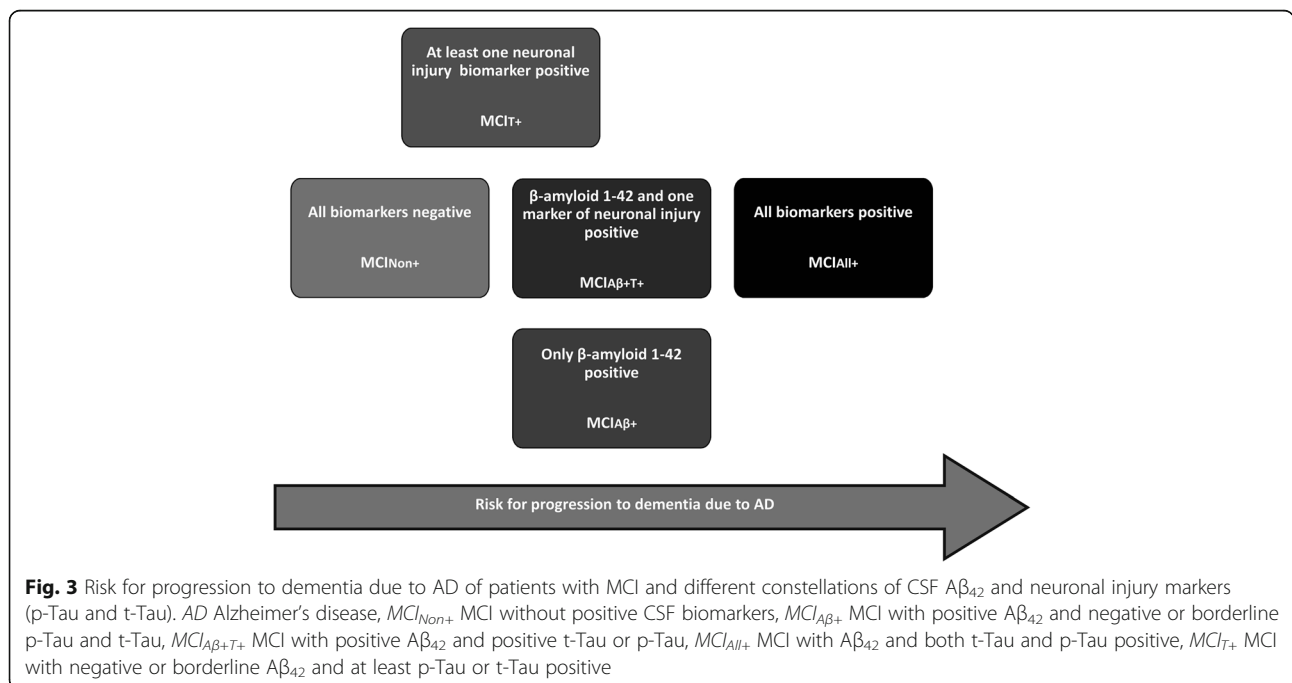 At least one neuronal
injury biomarker positive
MCIT+
All biomarkers negative
MCINon+
β-amyloid 1-42 and one
marker of neuronal injury
positive
MCIAβ+T+
All biomarkers positive
MCIAll+
Only β-amyloid 1-42
positive
MCIAβ+
Risk for progression to dementia due to AD
Fig. 3 Risk for progression to dementia due to AD of patients with MCI and different constellations of CSF Aβ42 and neuronal injury markers
(p-Tau and t-Tau). AD Alzheimer's disease, MCINon+ MCI without positive CSF biomarkers, MCIAβ+ MCI with positive Aβ42 and negative or borderline
p-Tau and t-Tau, MCIAβ+T+ MCI with positive Aβ42 and positive t-Tau or p-Tau, MCIAll+ MCI with Aβ42 and both t-Tau and p-Tau positive, MCIT+ MCI
with negative or borderline Aβ42 and at least p-Tau or t-Tau positive